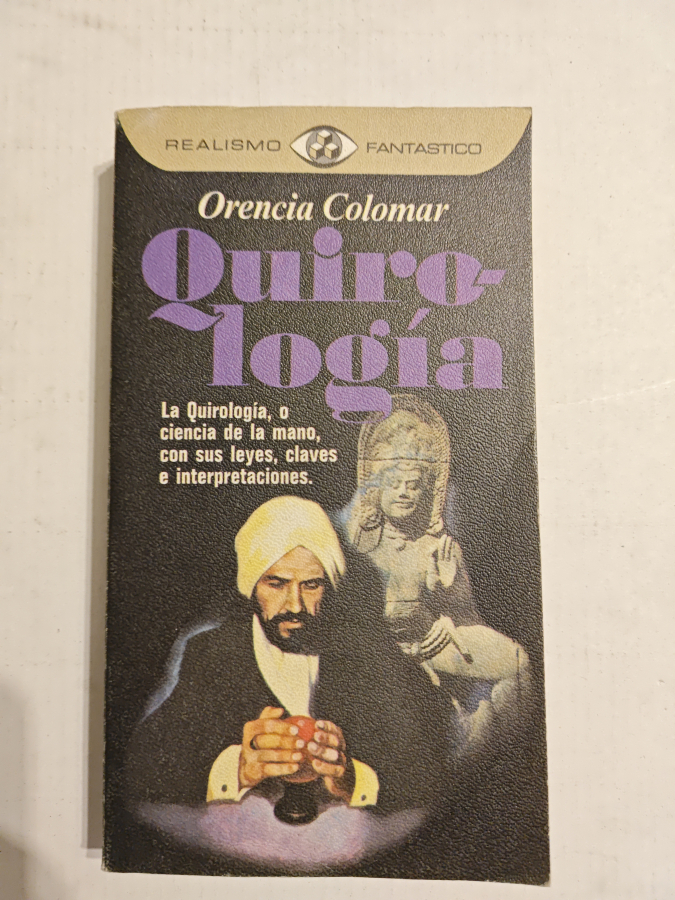 REALISMO FANTASTICO
Orencia Colomar
Quiro-
logía
La Quirología, o
ciencia de la mano,
con sus leyes, claves
e interpretaciones.